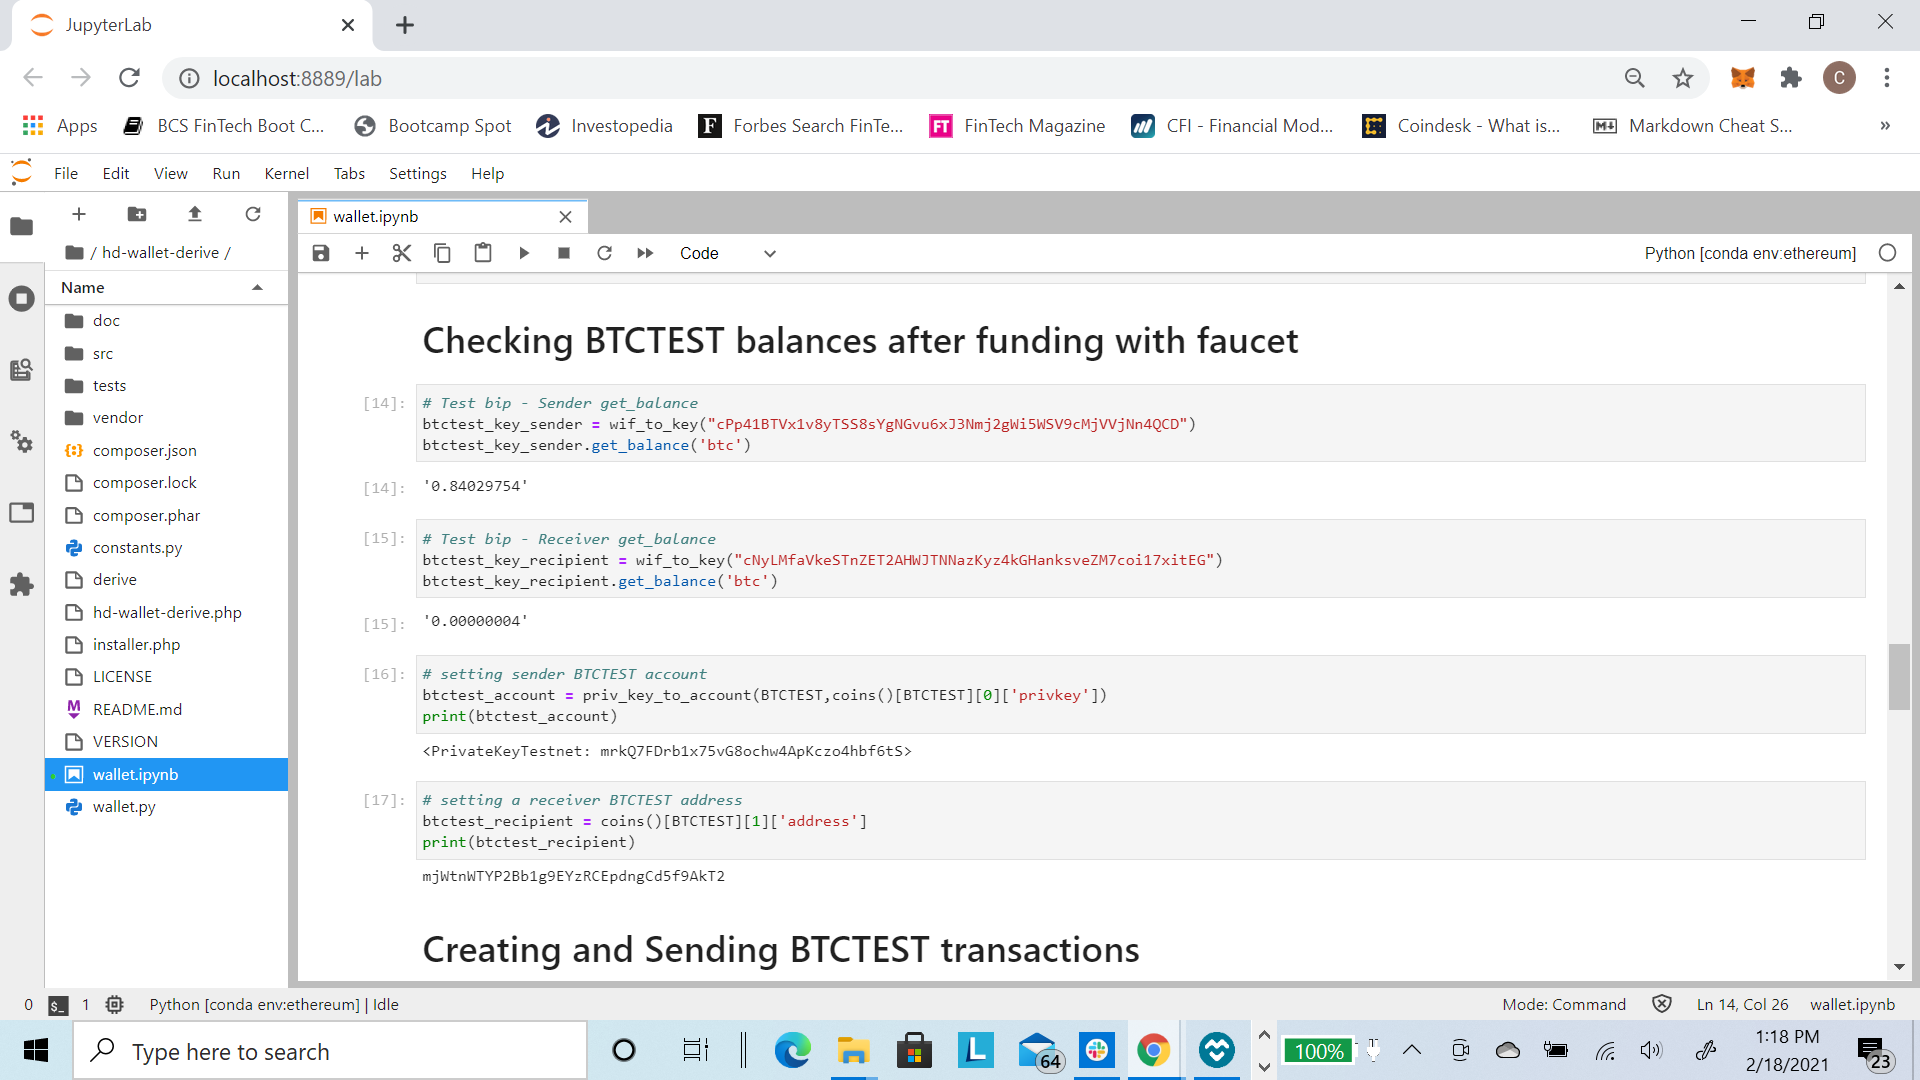 JupyterLab
localhost:8889/lab
C
Apps
BCS FinTech Boot C...
Bootcamp Spot
Investopedia
F
Forbes Search FinTe...
FT
FinTech Magazine
CFI - Financial Mod...
Coindesk - What is...
Markdown Cheat S...
»
File Edit View Run Kernel Tabs Settings Help
wallet.ipynb
/ hd-wallet-derive /
Code
Python [conda env:ethereum]
Name
doc
src
tests
vendor
composer.json
composer.lock
composer.phar
constants.py
derive
hd-wallet-derive.php
installer.php
LICENSE
README.md
VERSION
wallet.ipynb
wallet.py
Checking BTCTEST balances after funding with faucet
[14]: # Test bip - Sender get_balance
btctest_key_sender = wif_to_key("cPp41BTVx1v8yTSS8sYgNGvu6xJ3Nmj2gWi5WSV9cMjVVjNn4QCD")
btctest_key_sender.get_balance('btc')
[14]: '0.84029754'
[15]: # Test bip - Receiver get_balance
btctest_key_recipient = wif_to_key("cNyLMfaVkeSTnZET2AHWJTNNazKyz4kGHanksveZM7coi17xitEG")
btctest_key_recipient.get_balance('btc')
[15]: '0.00000004'
[16]: # setting sender BTCTEST account
btctest_account = priv_key_to_account(BTCTEST,coins()[BTCTEST][0]['privkey'])
print(btctest_account)
<PrivateKeyTestnet: mrkQ7FDrb1x75vG8ochw4ApKczo4hbf6tS>
[17]: # setting a receiver BTCTEST address
btctest_recipient = coins()[BTCTEST][1]['address']
print(btctest_recipient)
mjWtnWTYP2Bb1g9EYzRCEpdngCd5f9AkT2
Creating and Sending BTCTEST transactions
0 $_ 1 Python [conda env:ethereum] | Idle
Mode: Command Ln 14, Col 26 wallet.ipynb
Type here to search
L
64
100%
1:18 PM
2/18/2021
23